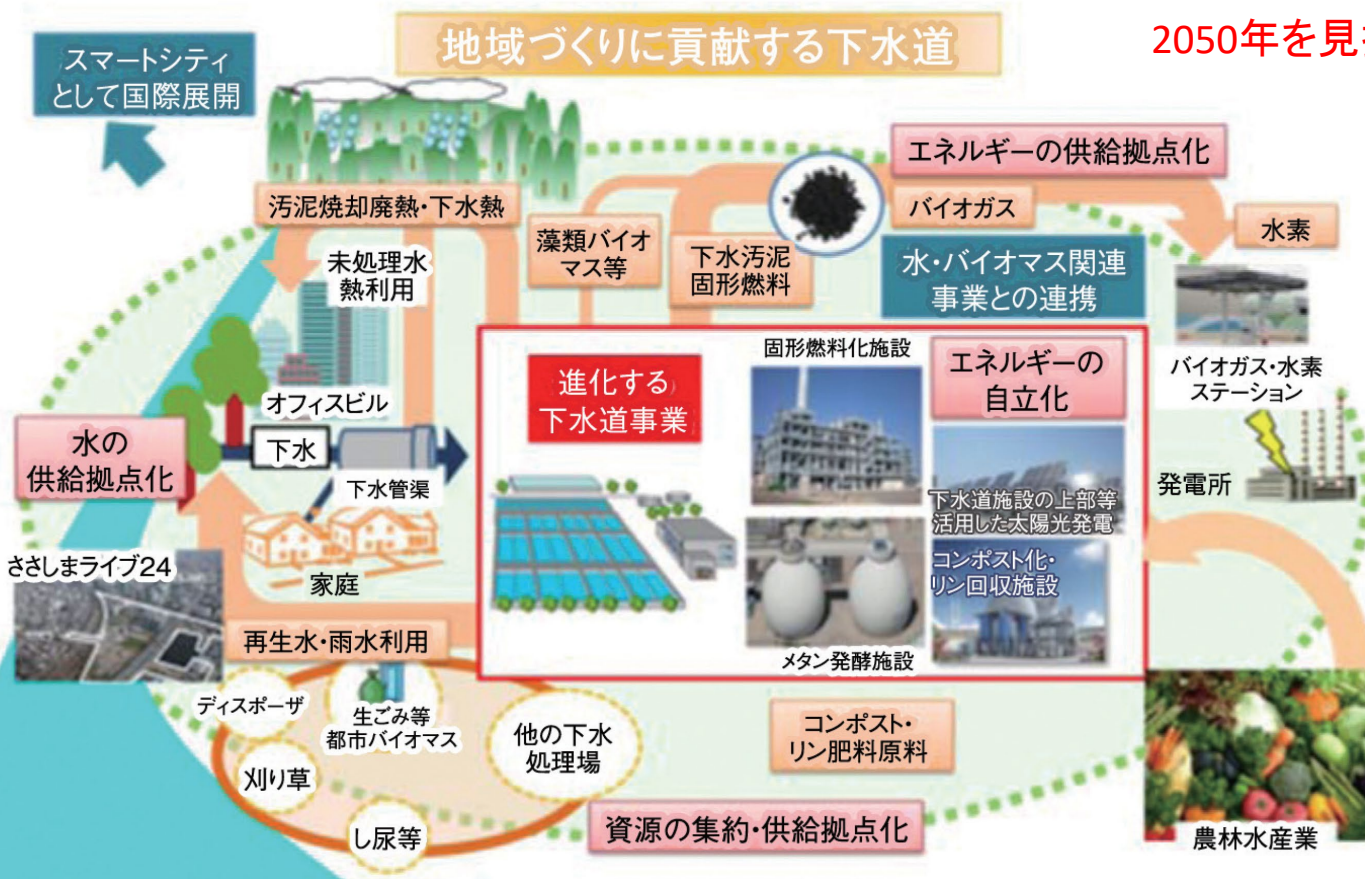 地域づくりに貢献する下水道
2050年を見
スマートシティ
として国際展開
エネルギーの供給拠点化
汚泥焼却廃熱・下水熱
バイオガス
水素
藻類バイオ
マス等
下水汚泥
固形燃料
水・バイオマス関連
事業との連携
未処理水
熱利用
オフィスビル
進化する
下水道事業
固形燃料化施設
エネルギーの
自立化
バイオガス・水素
ステーション
水の
供給拠点化
下水
下水管渠
下水道施設の上部等
活用した太陽光発電
発電所
ささしまライブ24
家庭
コンポスト化・
リン回収施設
メタン発酵施設
再生水・雨水利用
ディスポーザ
生ごみ等
都市バイオマス
他の下水
処理場
刈り草
し尿等
コンポスト・
リン肥料原料
資源の集約・供給拠点化
農林水産業